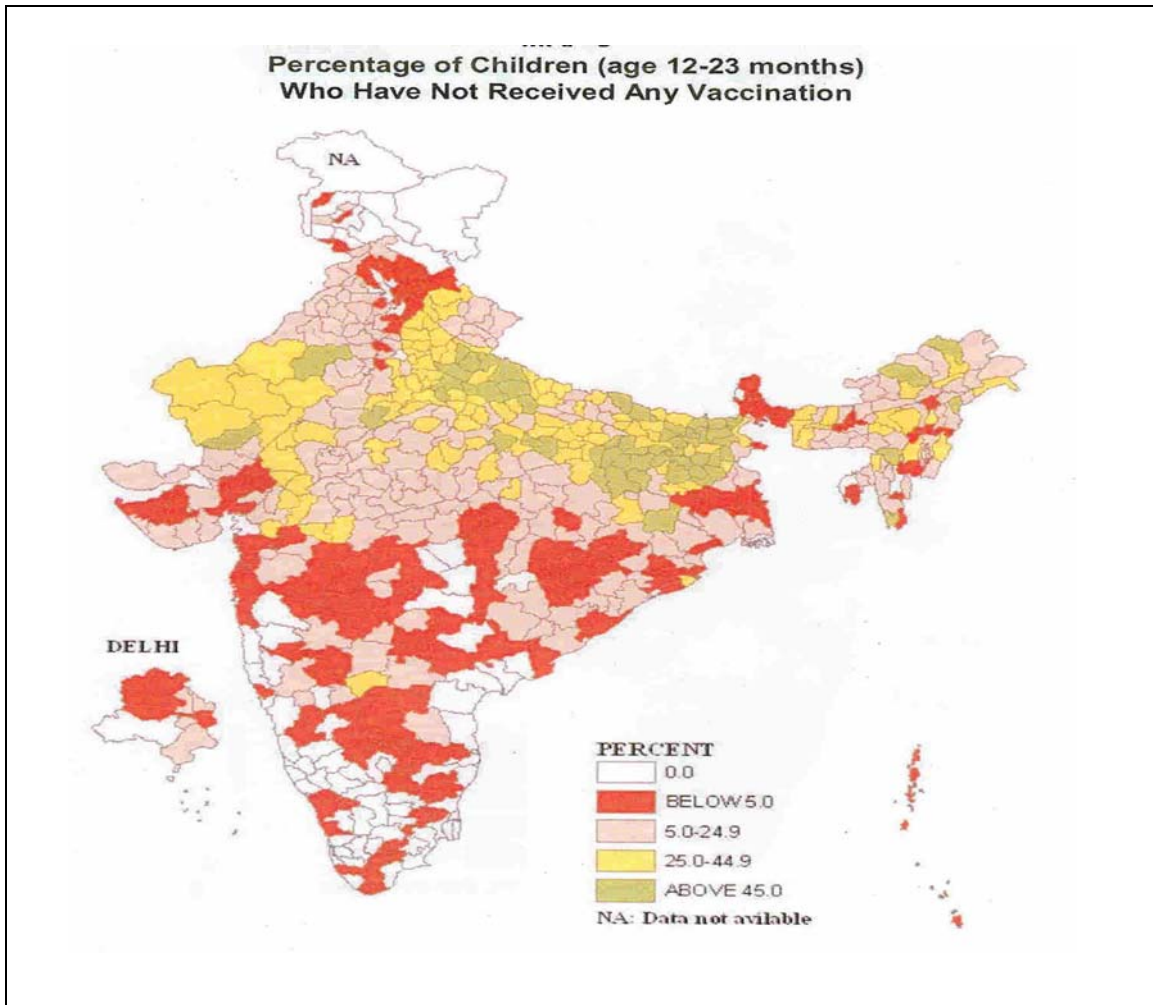 Percentage of Children (age 12-23 months)
Who Have Not Received Any Vaccination
NA
DELHI
PERCENT
0.0
BELOW 5.0
5.0-24.9
25.0-44.9
ABOVE 45.0
NA: Data not avilable